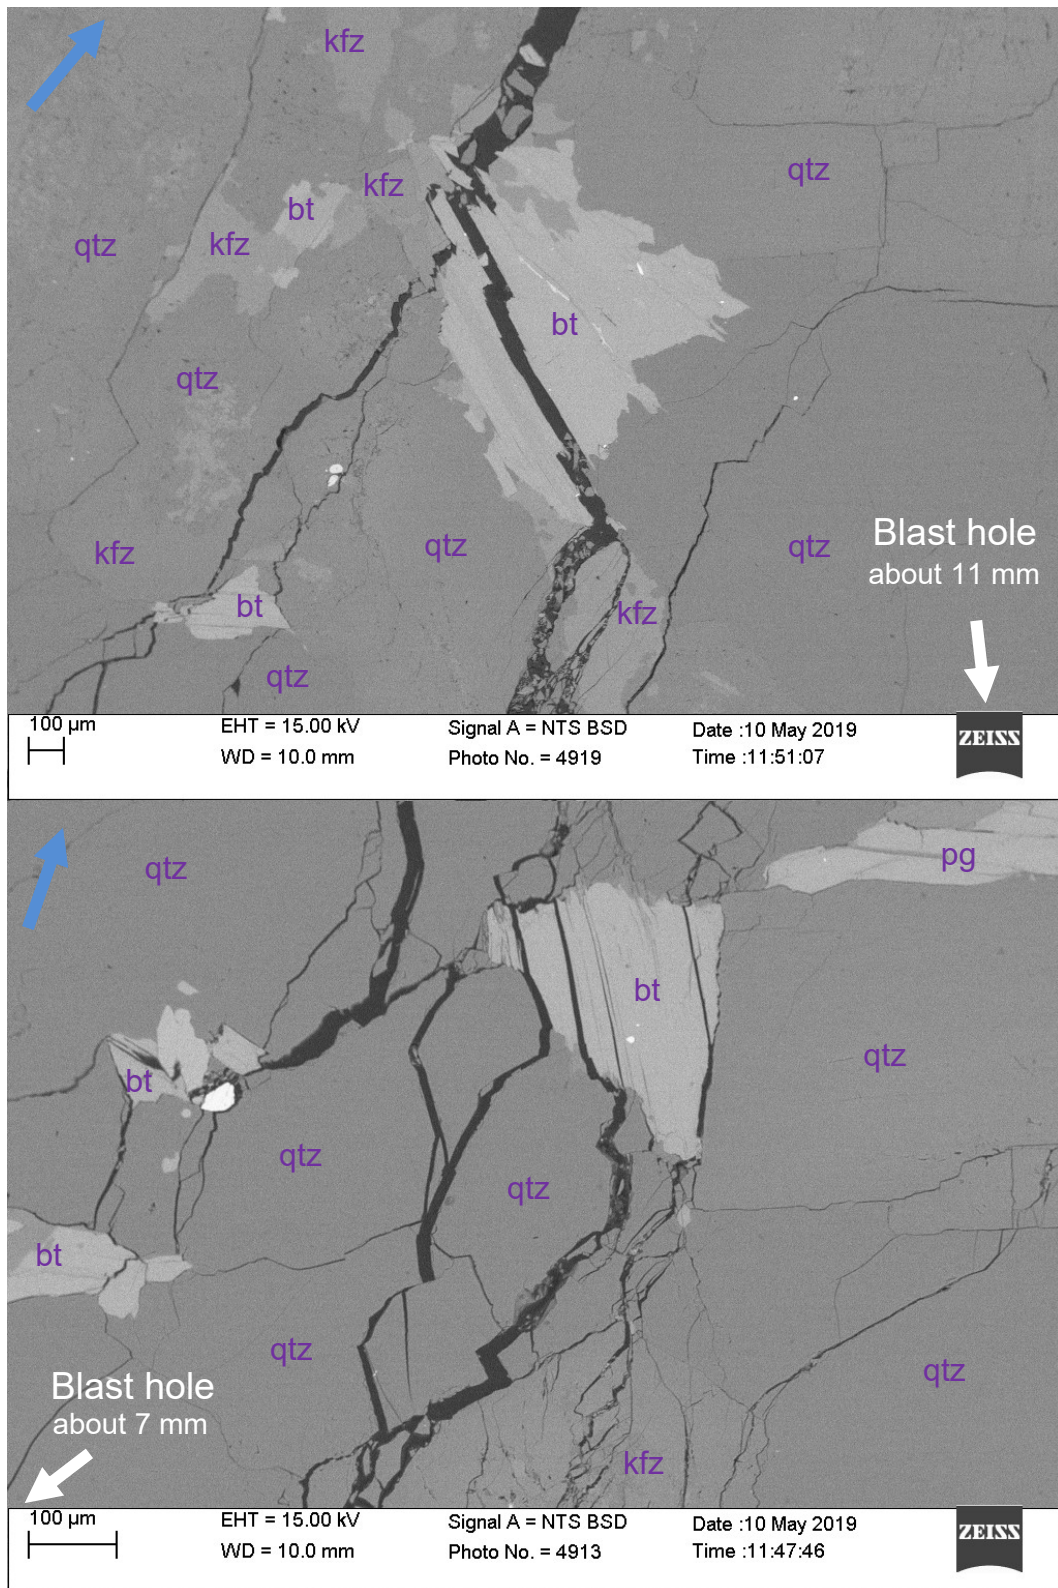 kfz
qtz
kfz
bt
kfz
qtz
bt
qtz
kfz
qtz
qtz
bt
kfz
qtz
Blast hole
about 11 mm
100 µm
EHT = 15.00 kV
Signal A = NTS BSD
Date :10 May 2019
WD = 10.0 mm
Photo No. = 4919
Time :11:51:07
ZEISS
qtz
pg
bt
qtz
bt
qtz
qtz
bt
qtz
qtz
kfz
Blast hole
about 7 mm
100 µm
EHT = 15.00 kV
Signal A = NTS BSD
Date :10 May 2019
WD = 10.0 mm
Photo No. = 4913
Time :11:47:46
ZEISS